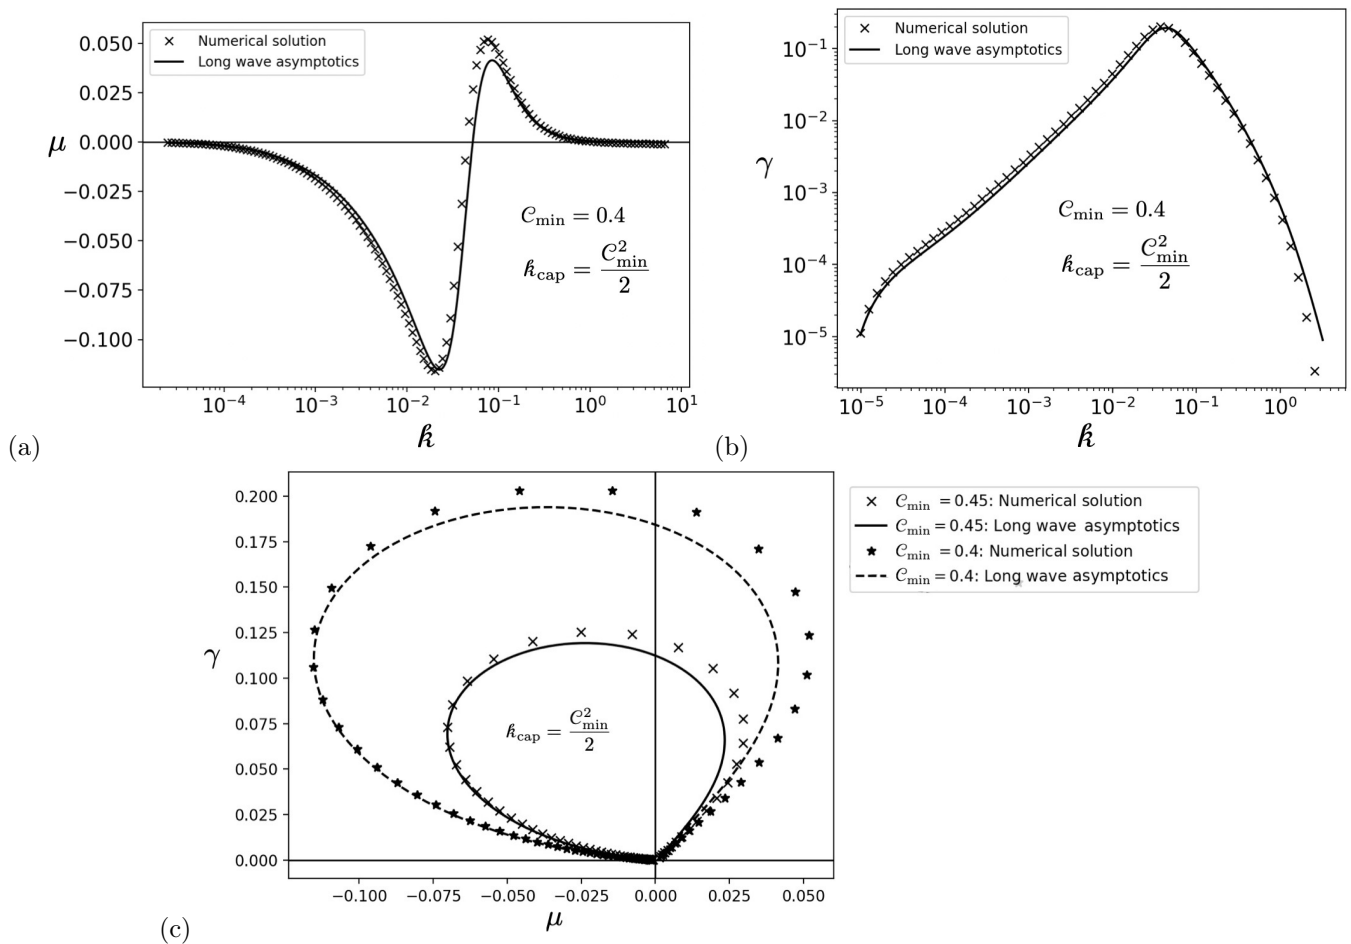 0.050
0.025
0.000
−0.025
−0.050
−0.075
−0.100
μ
× Numerical solution
Long wave asymptotics
𝒞min = 0.4
𝓀cap = 𝒞²min / 2
10⁻⁴ 10⁻³ 10⁻² 10⁻¹ 10⁰ 10¹
𝓀
(a)
10⁻¹
10⁻²
10⁻³
10⁻⁴
10⁻⁵
γ
× Numerical solution
Long wave asymptotics
𝒞min = 0.4
𝓀cap = 𝒞²min / 2
10⁻⁵ 10⁻⁴ 10⁻³ 10⁻² 10⁻¹ 10⁰
𝓀
(b)
0.200
0.175
0.150
0.125
0.100
0.075
0.050
0.025
0.000
γ
𝓀cap = 𝒞²min / 2
−0.100 −0.075 −0.050 −0.025 0.000 0.025 0.050
μ
(c)
× 𝒞min = 0.45: Numerical solution
𝒞min = 0.45: Long wave asymptotics
★ 𝒞min = 0.4: Numerical solution
𝒞min = 0.4: Long wave asymptotics